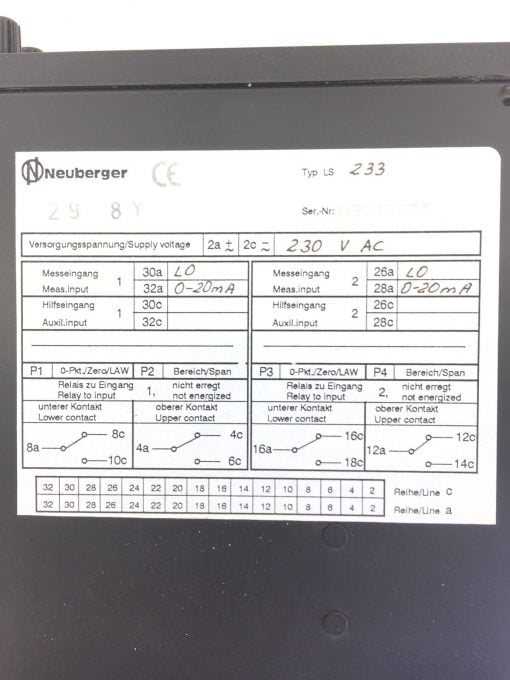 Neuberger CE Typ LS 233
29 8Y Ser.-Nr:
Versorgungsspannung/Supply voltage 2a ± 2c ≂ 230 V AC
Messeingang 1 30a LO Messeingang 2 26a LO
Meas.input 32a 0-20mA Meas.input 28a 0-20mA
Hilfseingang 1 30c Hilfseingang 2 26c
Auxil.input 32c Auxil.input 28c
P1 0-Pkt./Zero/LAW P2 Bereich/Span P3 0-Pkt./Zero/LAW P4 Bereich/Span
Relais zu Eingang 1, nicht erregt Relais zu Eingang 2, nicht erregt
Relay to input not energized Relay to input not energized
unterer Kontakt oberer Kontakt unterer Kontakt oberer Kontakt
Lower contact Upper contact Lower contact Upper contact
8a 8c 4a 4c 16a 16c 12a 12c
10c 6c 18c 14c
32 30 28 26 24 22 20 18 16 14 12 10 8 6 4 2 Reihe/Line c
32 30 28 26 24 22 20 18 16 14 12 10 8 6 4 2 Reihe/Line a